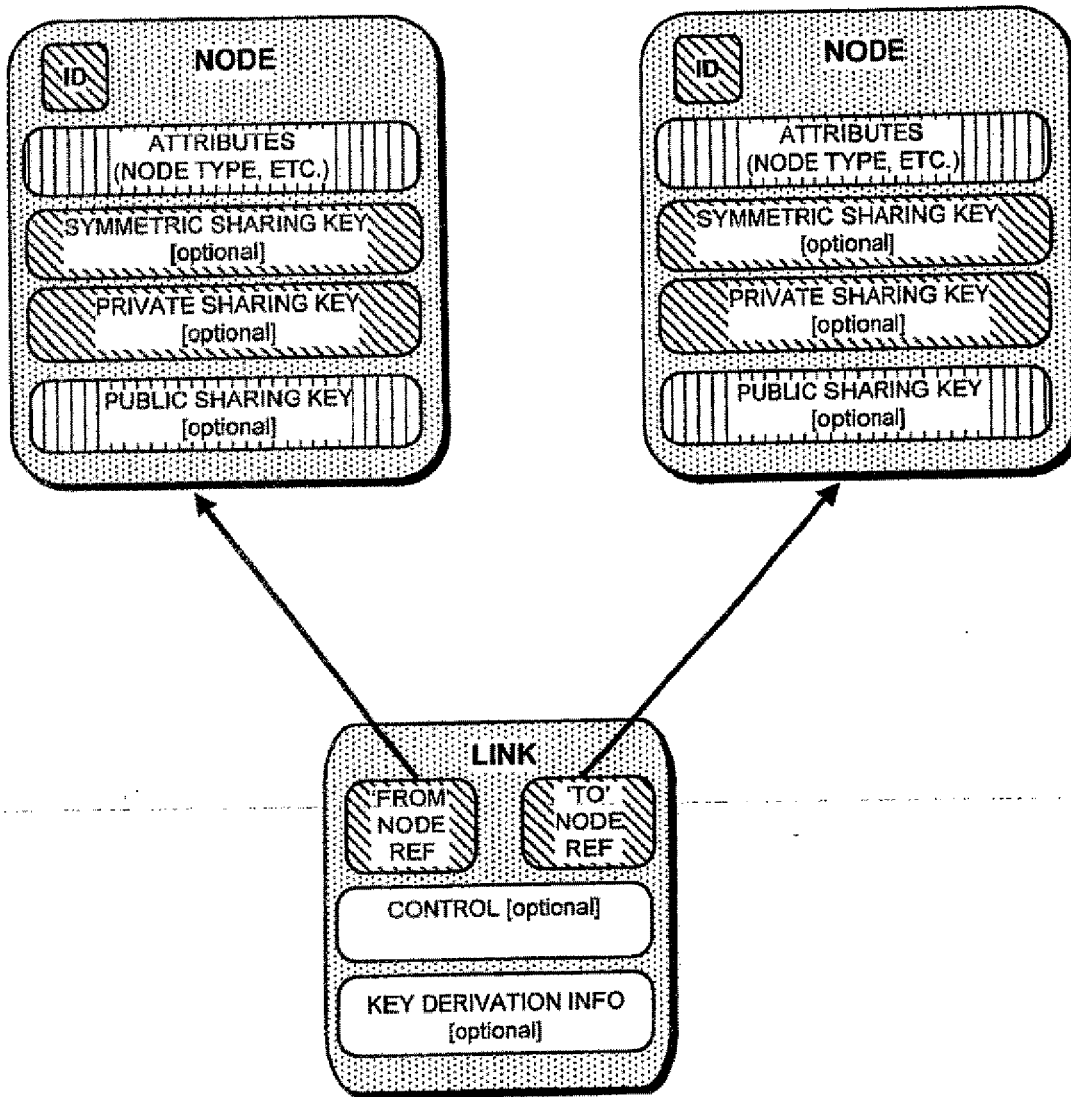 NODE
ID
ATTRIBUTES
(NODE TYPE, ETC.)
SYMMETRIC SHARING KEY
[optional]
PRIVATE SHARING KEY
[optional]
PUBLIC SHARING KEY
[optional]
NODE
ID
ATTRIBUTES
(NODE TYPE, ETC.)
SYMMETRIC SHARING KEY
[optional]
PRIVATE SHARING KEY
[optional]
PUBLIC SHARING KEY
[optional]
LINK
'FROM
NODE
REF
'TO'
NODE
REF
CONTROL [optional]
KEY DERIVATION INFO
[optional]